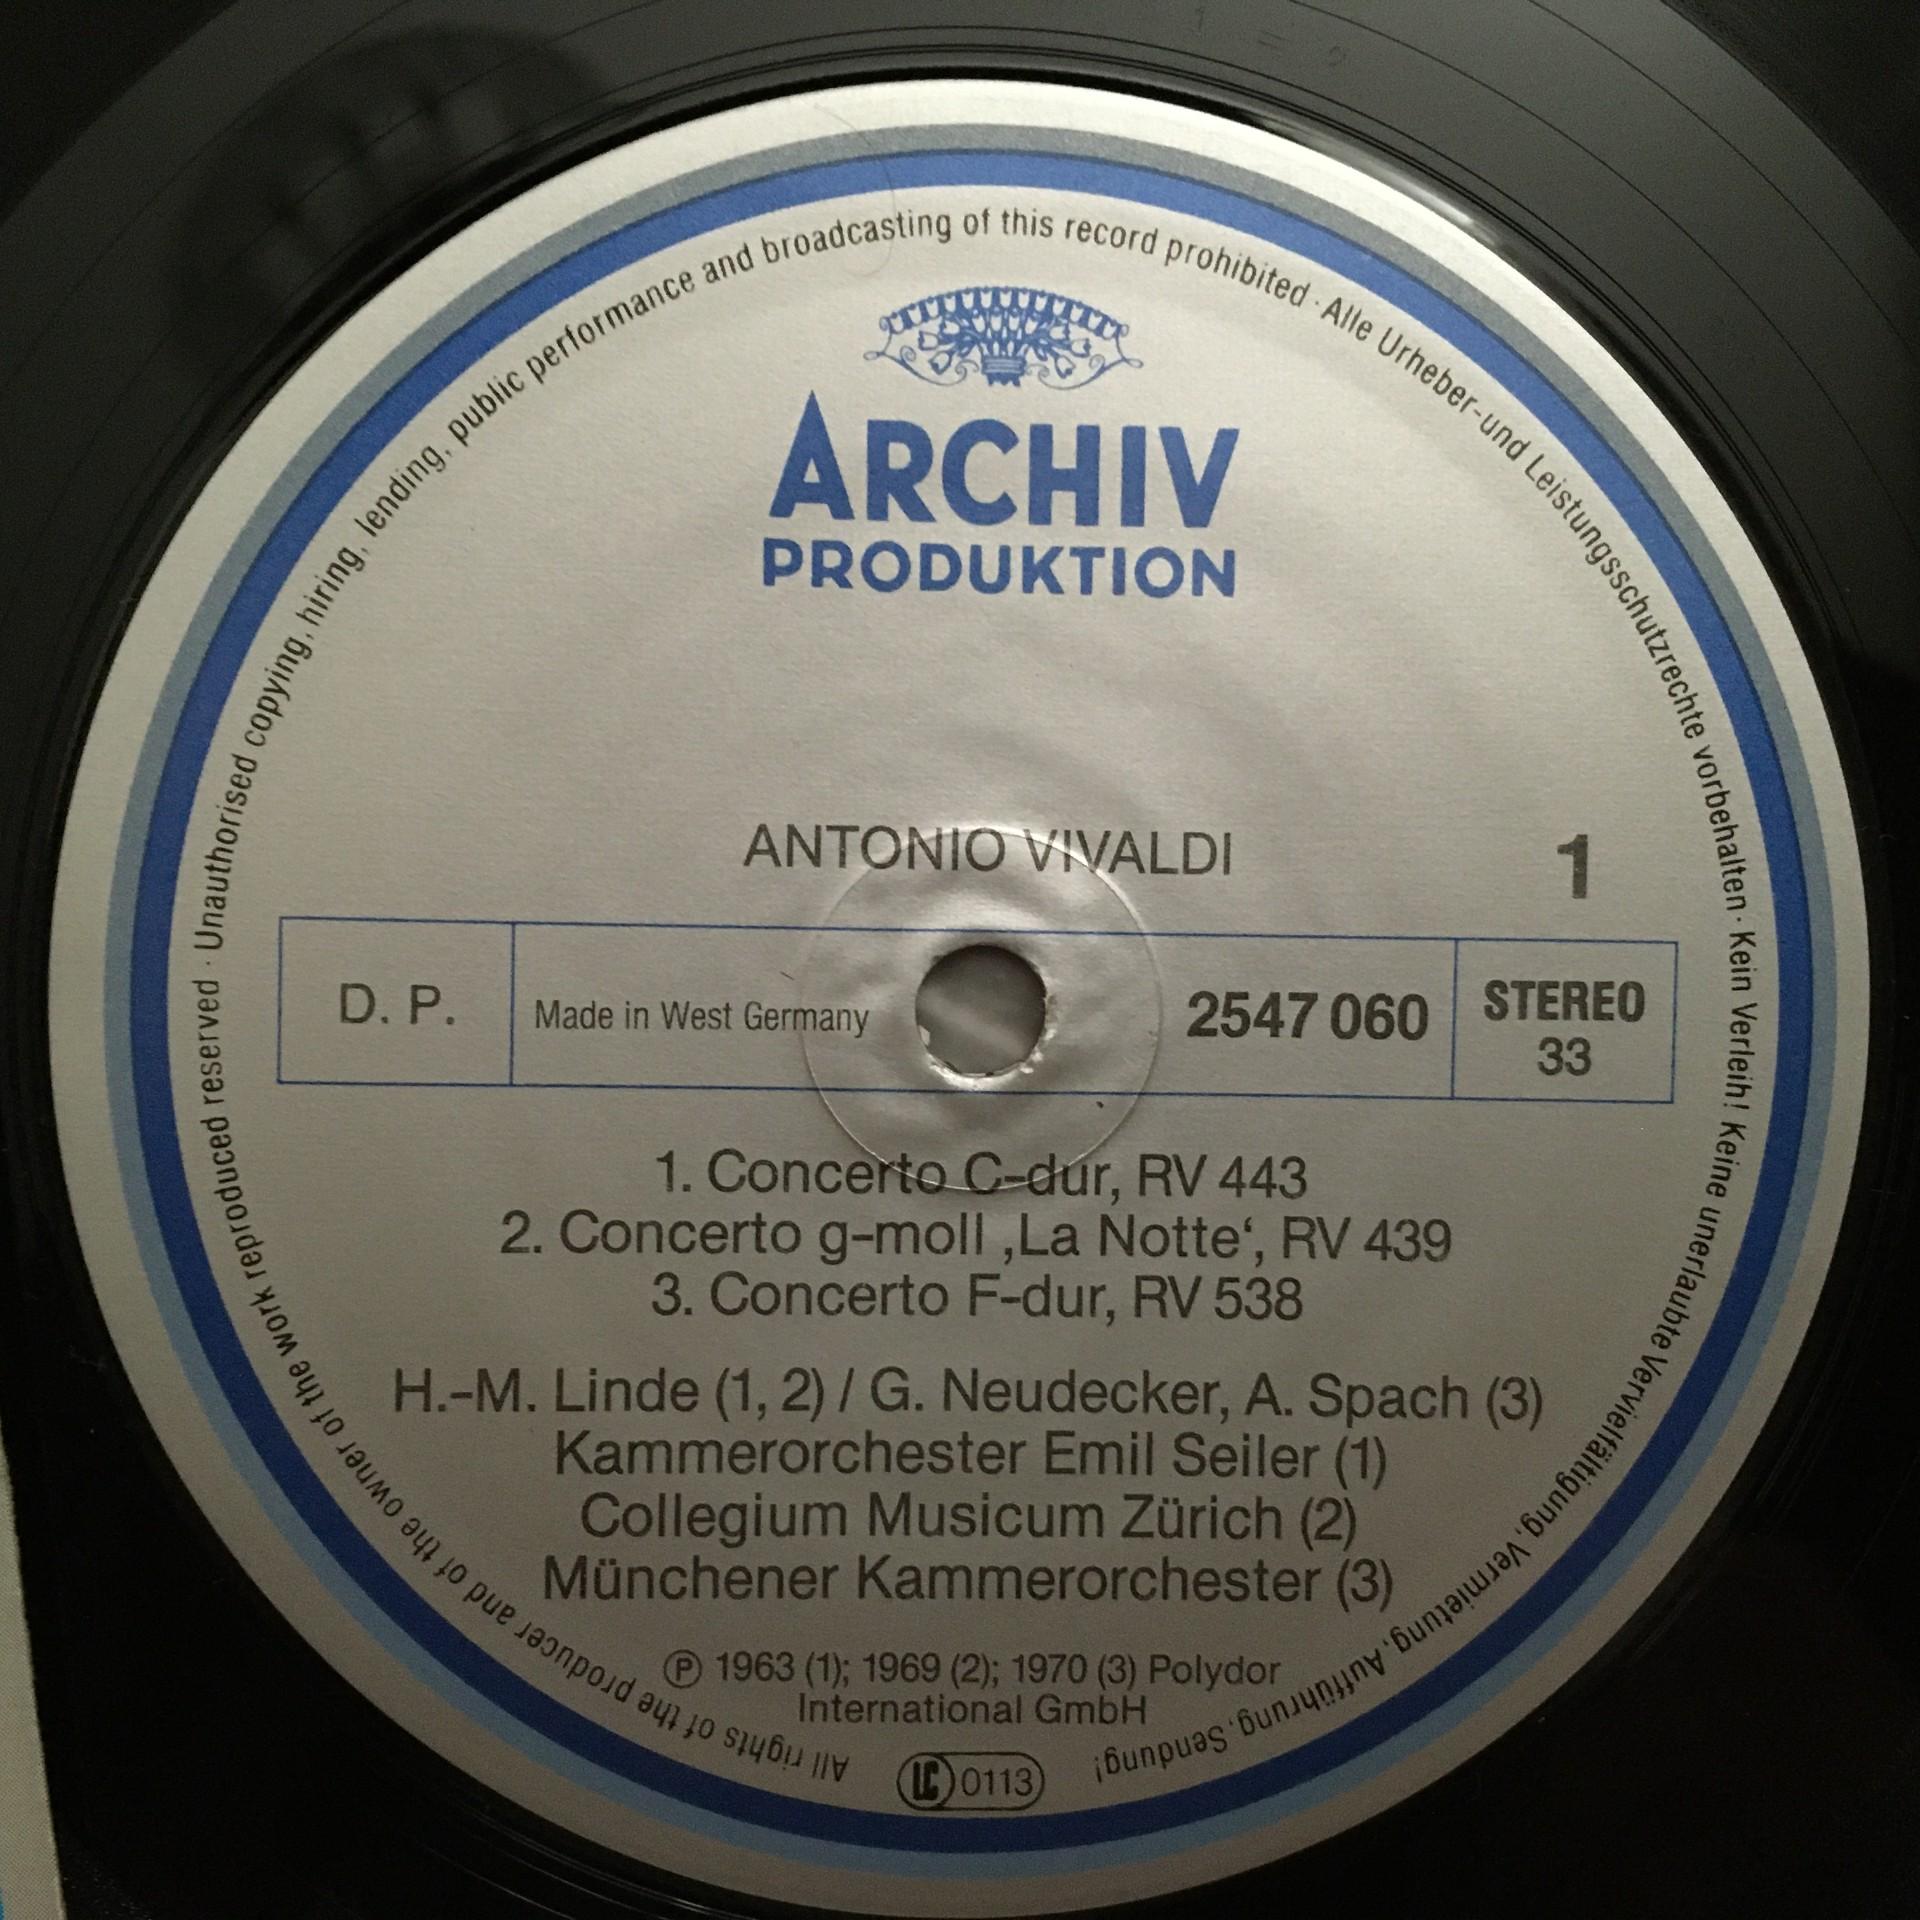 All rights of the producer and of the owner of the work reproduced reserved · Unauthorised copying, hiring, lending, public performance and broadcasting of this record prohibited · Alle Urheber-und Leistungsschutzrechte vorbehalten · Kein Verleih! Keine unerlaubte Vervielfältigung, Vermietung, Aufführung, Sendung!
ARCHIV
PRODUKTION
ANTONIO VIVALDI
1
D. P.
Made in West Germany
2547 060
STEREO
33
1. Concerto C-dur, RV 443
2. Concerto g-moll ‚La Notte‘, RV 439
3. Concerto F-dur, RV 538
H.-M. Linde (1, 2) / G. Neudecker, A. Spach (3)
Kammerorchester Emil Seiler (1)
Collegium Musicum Zürich (2)
Münchener Kammerorchester (3)
℗ 1963 (1); 1969 (2); 1970 (3) Polydor
International GmbH
LC 0113